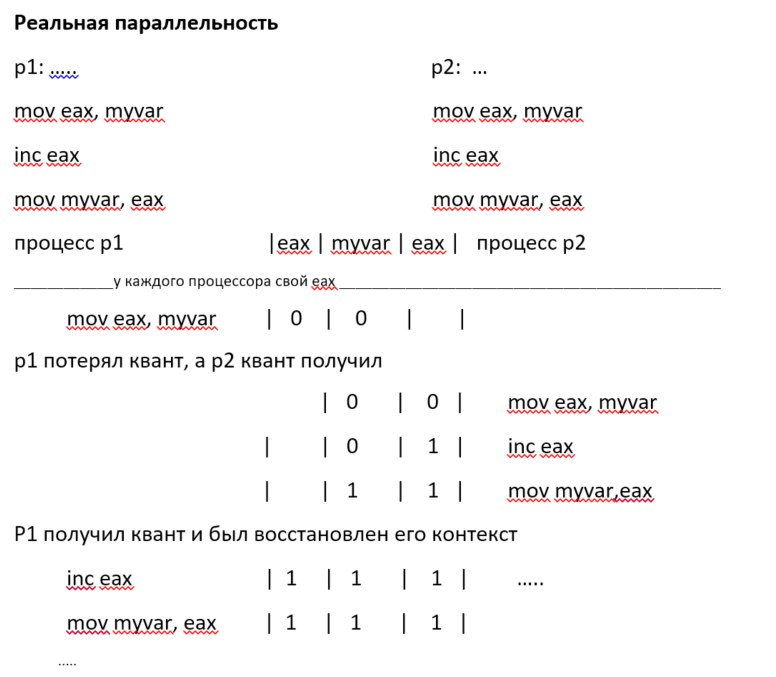 Реальная параллельность
p1: ..... p2: ...
mov eax, myvar mov eax, myvar
inc eax inc eax
mov myvar, eax mov myvar, eax
процесс p1 |eax | myvar | eax | процесс p2
____________у каждого процессора свой eax______________________________________________
mov eax, myvar | 0 | 0 | |
p1 потерял квант, а p2 квант получил
| 0 | 0 | mov eax, myvar
| | 0 | 1 | inc eax
| | 1 | 1 | mov myvar,eax
P1 получил квант и был восстановлен его контекст
inc eax | 1 | 1 | 1 | .....
mov myvar, eax | 1 | 1 | 1 |
.....